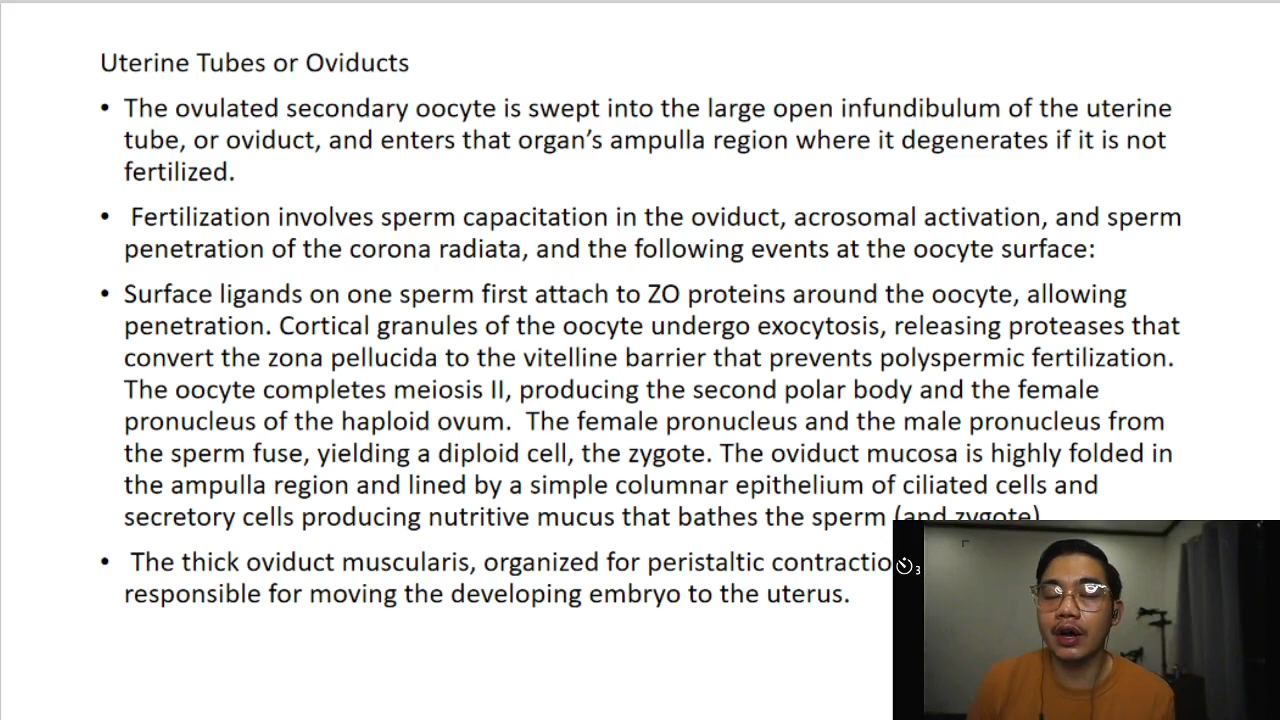 Uterine Tubes or Oviducts
• The ovulated secondary oocyte is swept into the large open infundibulum of the uterine
tube, or oviduct, and enters that organ’s ampulla region where it degenerates if it is not
fertilized.
• Fertilization involves sperm capacitation in the oviduct, acrosomal activation, and sperm
penetration of the corona radiata, and the following events at the oocyte surface:
• Surface ligands on one sperm first attach to ZO proteins around the oocyte, allowing
penetration. Cortical granules of the oocyte undergo exocytosis, releasing proteases that
convert the zona pellucida to the vitelline barrier that prevents polyspermic fertilization.
The oocyte completes meiosis II, producing the second polar body and the female
pronucleus of the haploid ovum. The female pronucleus and the male pronucleus from
the sperm fuse, yielding a diploid cell, the zygote. The oviduct mucosa is highly folded in
the ampulla region and lined by a simple columnar epithelium of ciliated cells and
secretory cells producing nutritive mucus that bathes the sperm (and zygote)
• The thick oviduct muscularis, organized for peristaltic contractio
3
responsible for moving the developing embryo to the uterus.